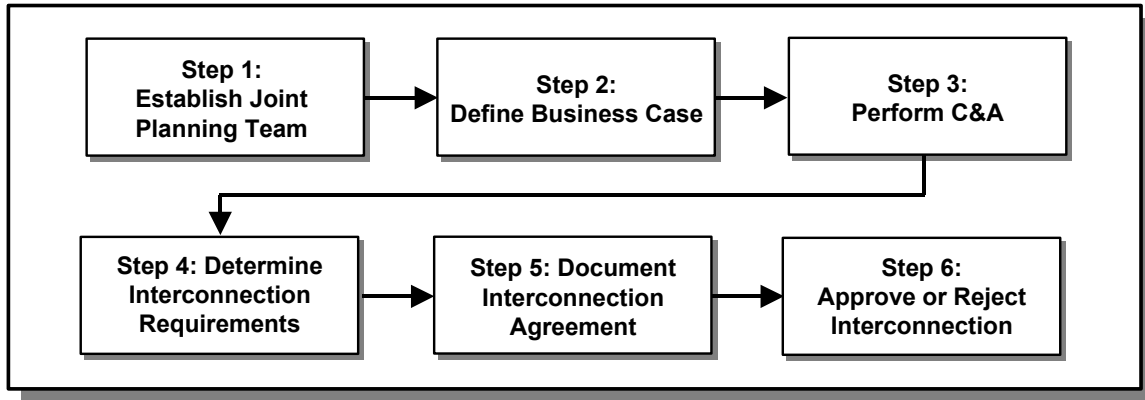 Step 1:
Establish Joint
Planning Team
Step 2:
Define Business Case
Step 3:
Perform C&A
Step 4: Determine
Interconnection
Requirements
Step 5: Document
Interconnection
Agreement
Step 6:
Approve or Reject
Interconnection